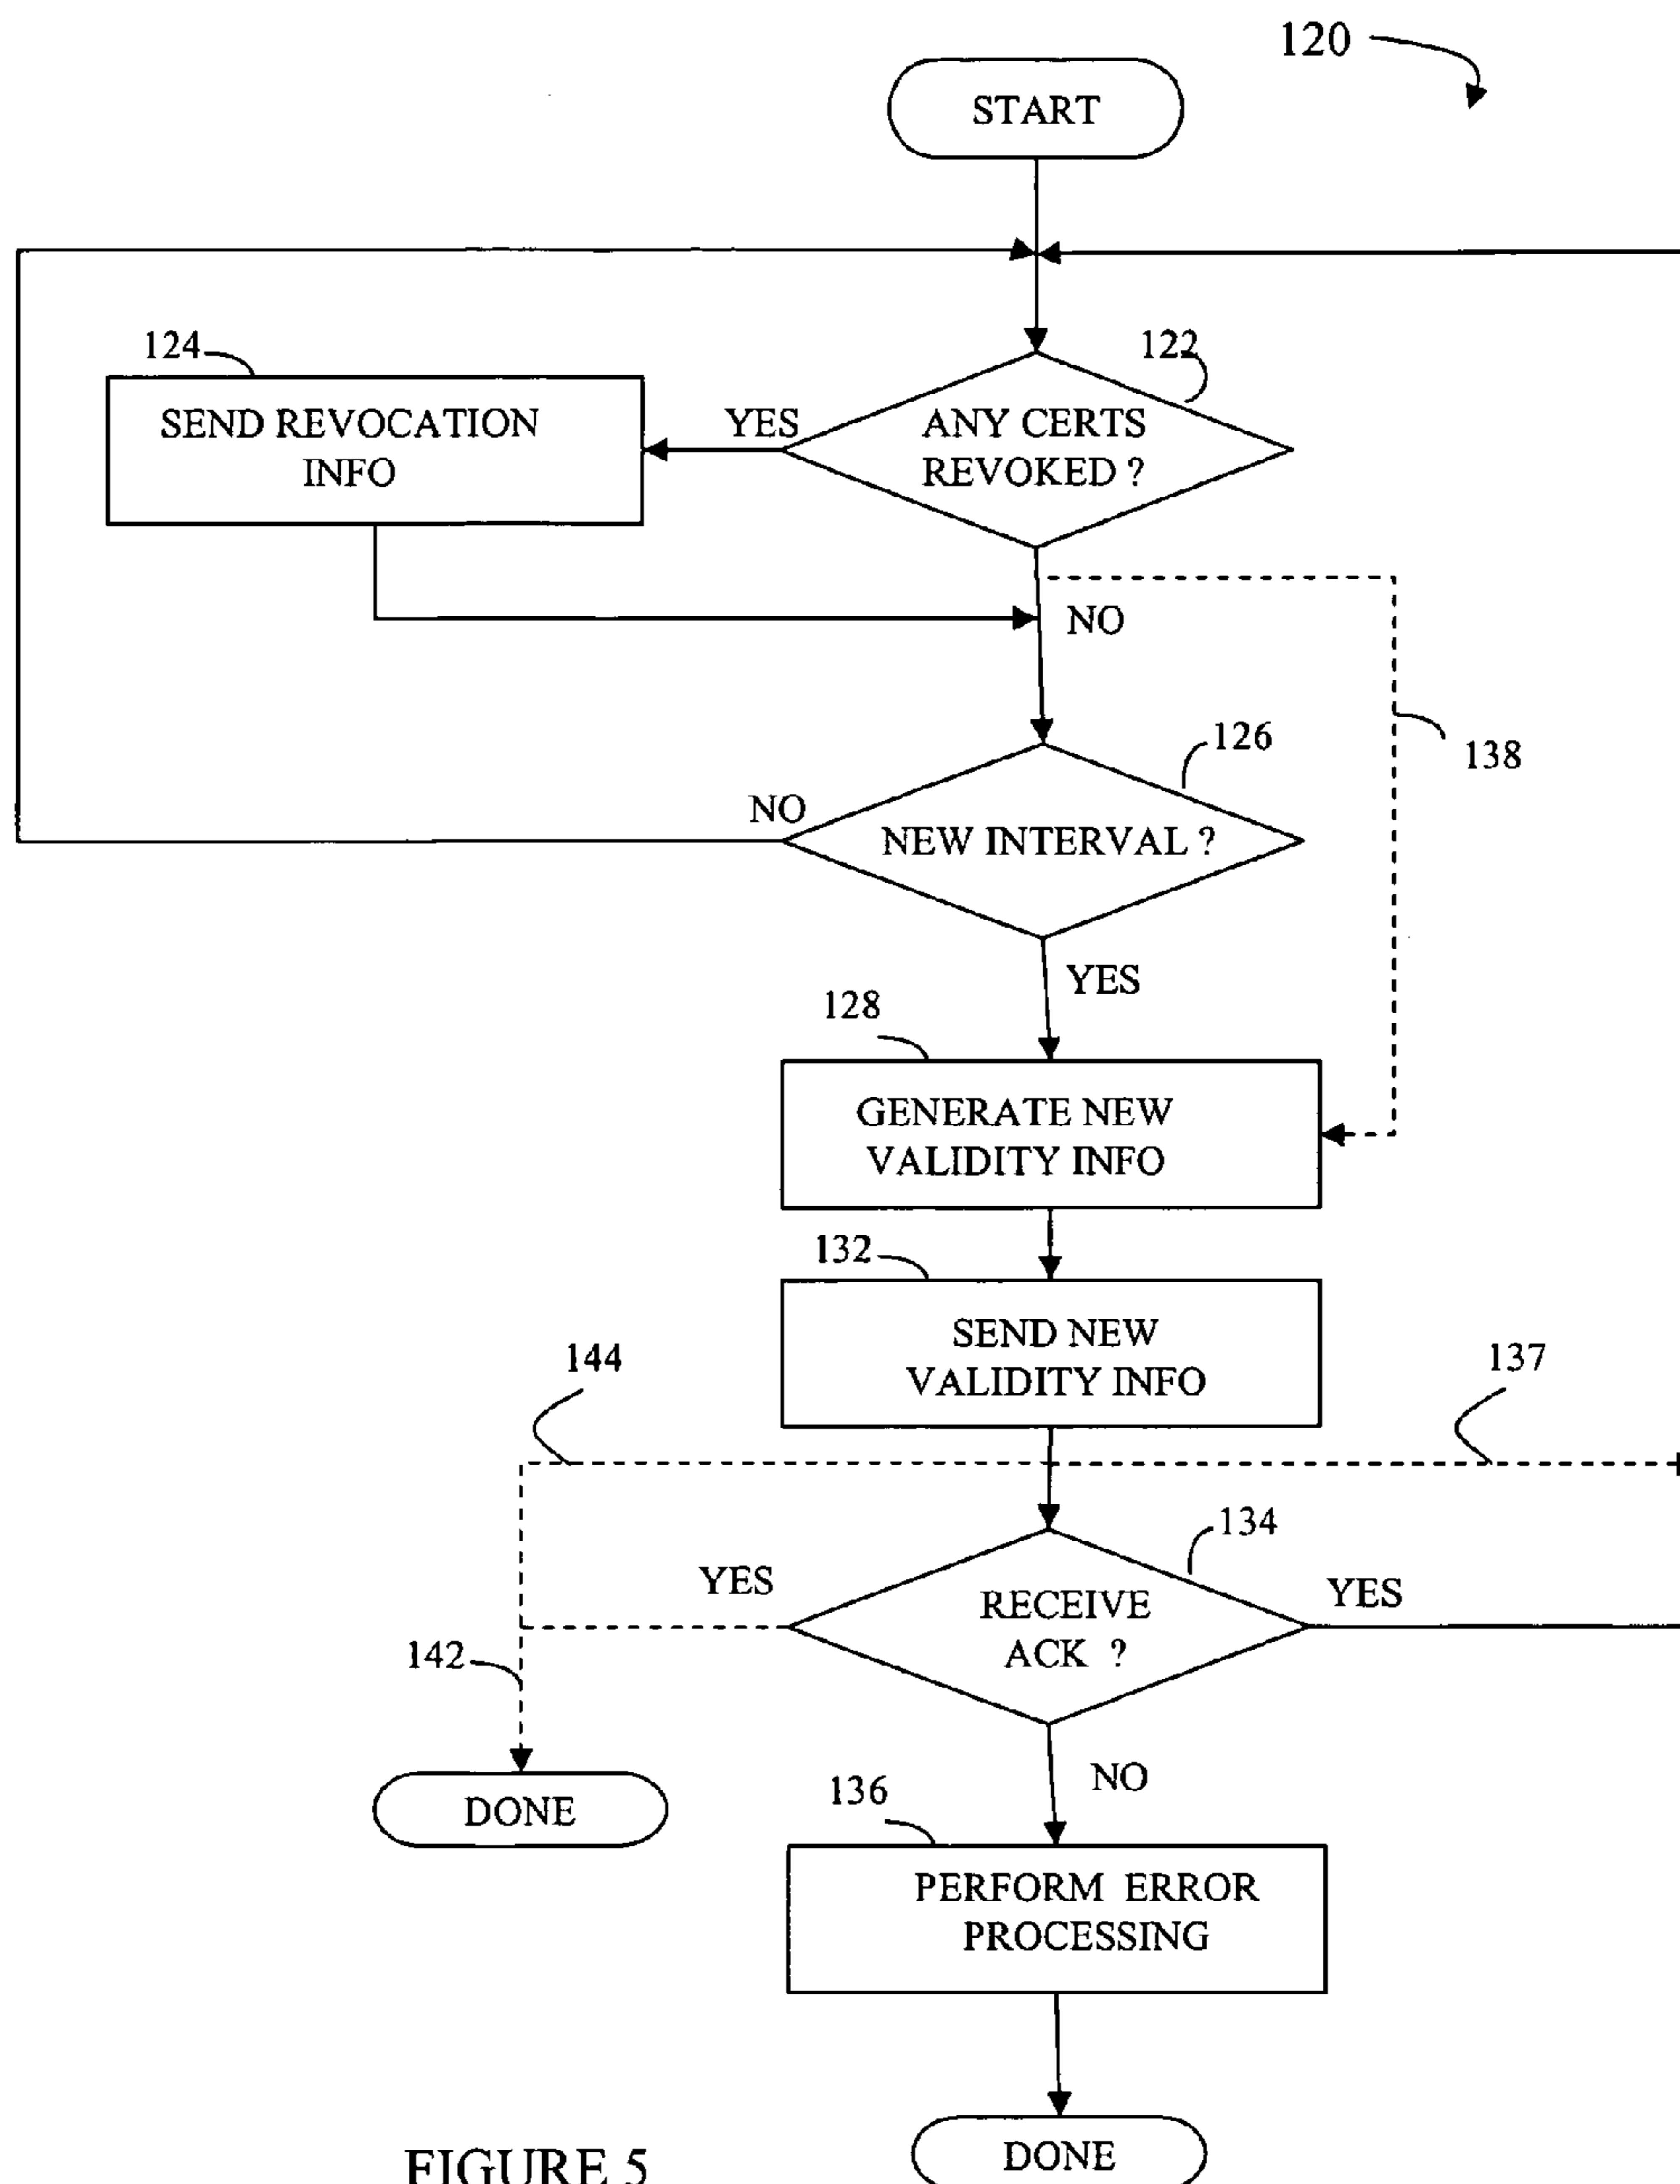 120
START
124
122
SEND REVOCATION
INFO
YES
ANY CERTS
REVOKED ?
NO
126
138
NO
NEW INTERVAL ?
YES
128
GENERATE NEW
VALIDITY INFO
132
SEND NEW
VALIDITY INFO
144
137
134
YES
RECEIVE
ACK ?
YES
142
DONE
NO
136
PERFORM ERROR
PROCESSING
DONE
FIGURE 5